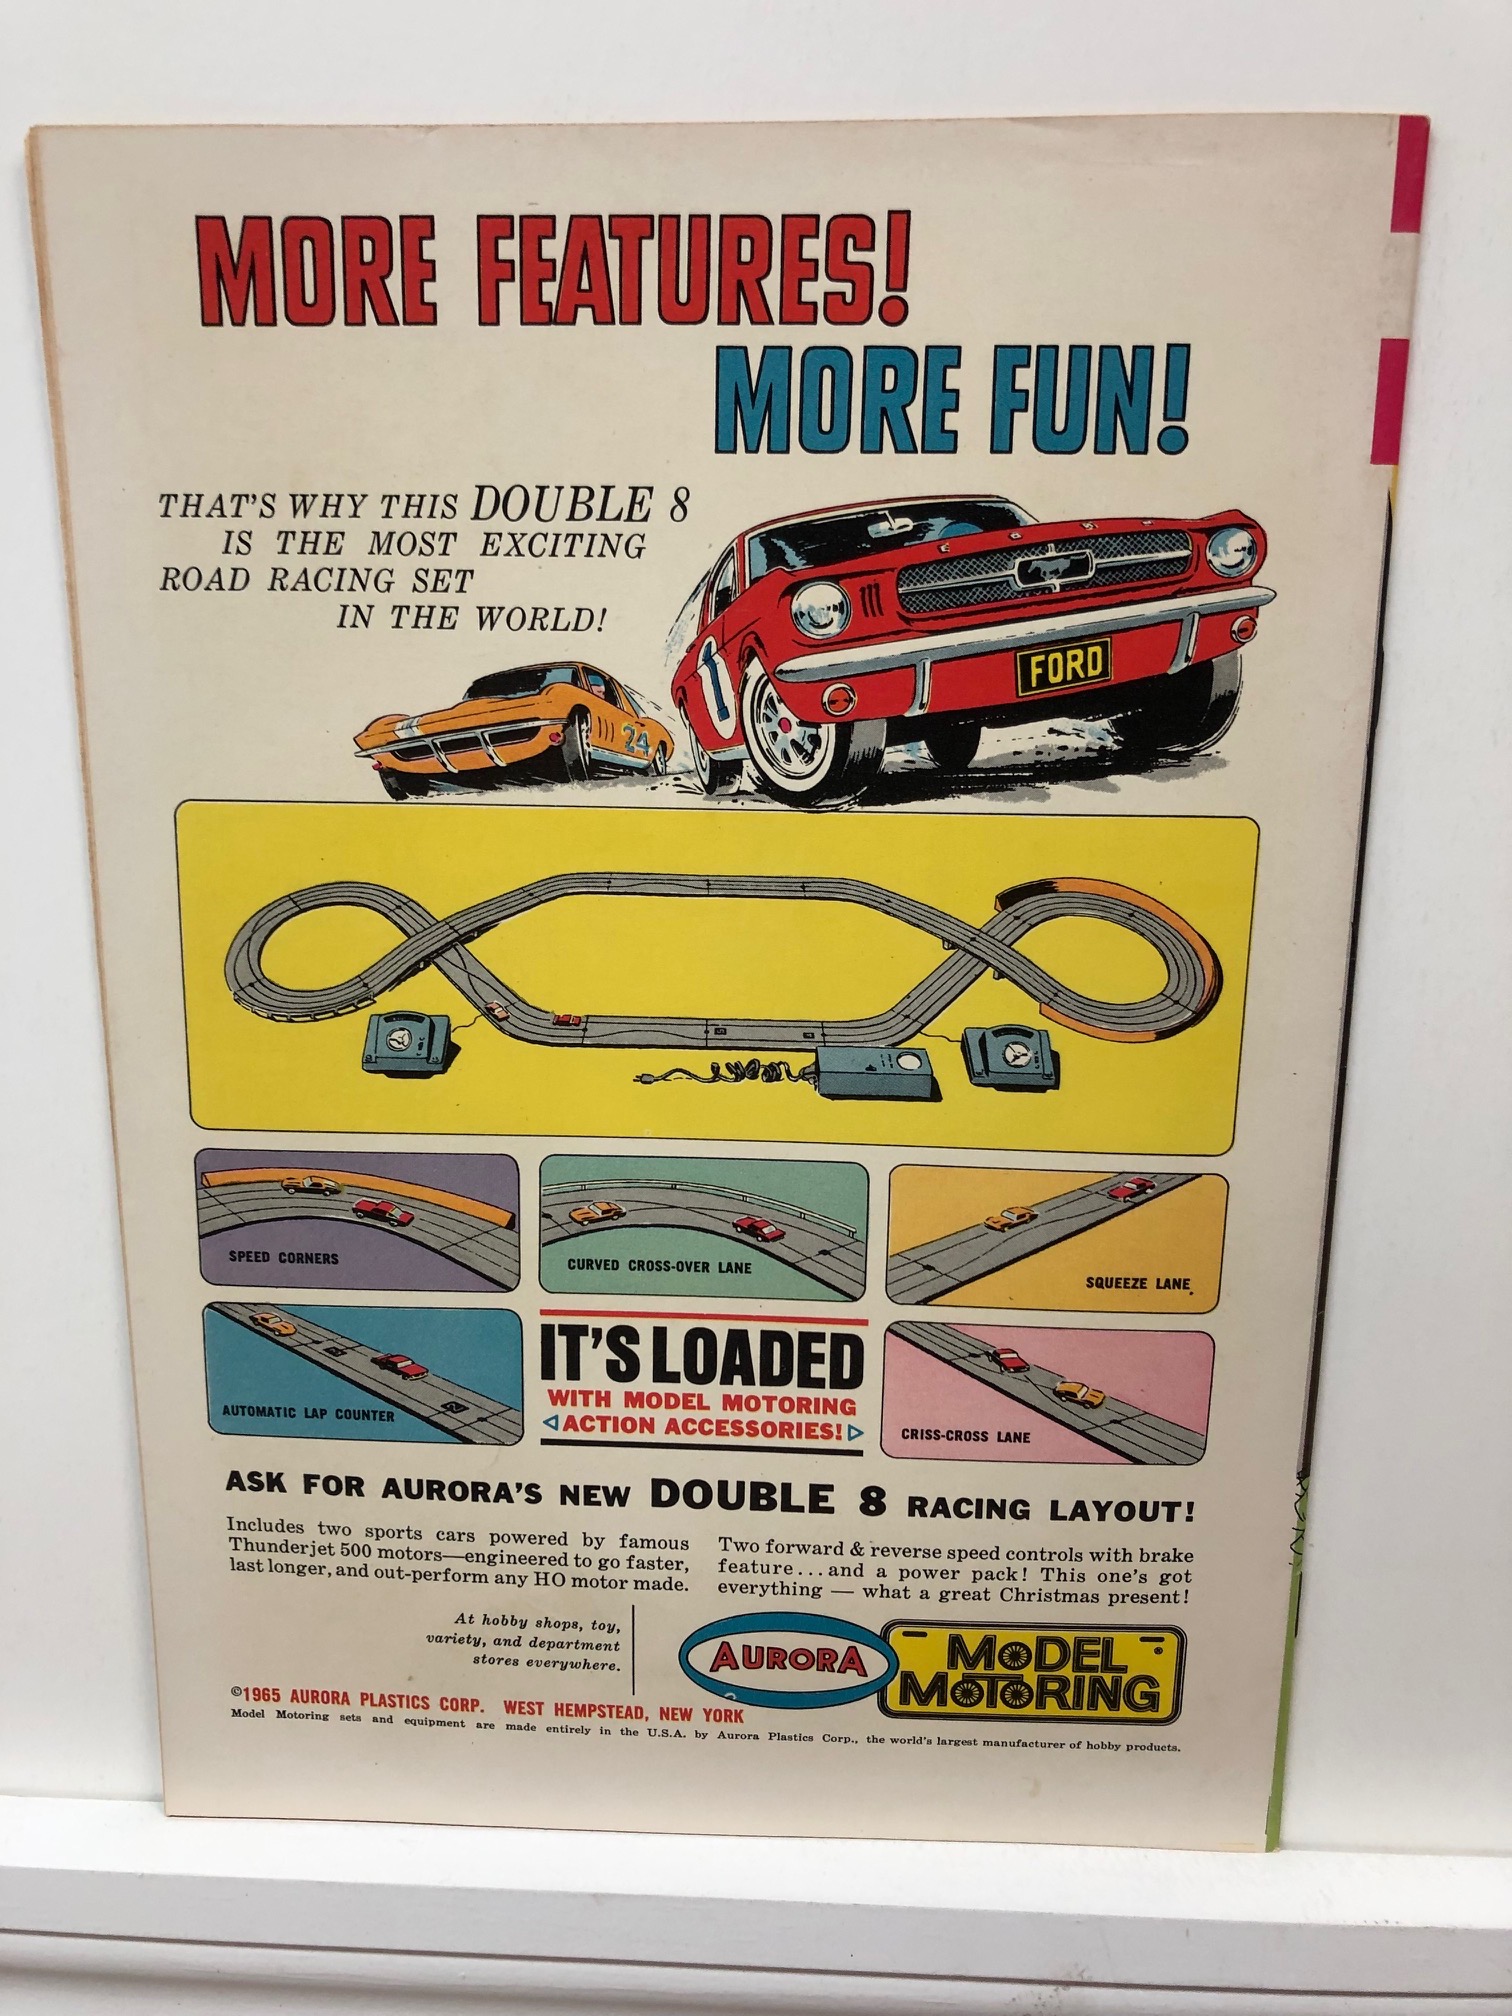 MORE FEATURES!
MORE FUN!
THAT'S WHY THIS DOUBLE 8
IS THE MOST EXCITING
ROAD RACING SET
IN THE WORLD!
FORD
1
24
SPEED CORNERS
CURVED CROSS-OVER LANE
SQUEEZE LANE
AUTOMATIC LAP COUNTER
IT'S LOADED
WITH MODEL MOTORING
ACTION ACCESSORIES!
CRISS-CROSS LANE
ASK FOR AURORA'S NEW DOUBLE 8 RACING LAYOUT!
Includes two sports cars powered by famous
Thunderjet 500 motors—engineered to go faster,
last longer, and out-perform any HO motor made.
Two forward & reverse speed controls with brake
feature...and a power pack! This one's got
everything — what a great Christmas present!
At hobby shops, toy,
variety, and department
stores everywhere.
AURORA
MODEL
MOTORING
®
©1965 AURORA PLASTICS CORP. WEST HEMPSTEAD, NEW YORK
Model Motoring sets and equipment are made entirely in the U.S.A. by Aurora Plastics Corp., the world's largest manufacturer of hobby products.